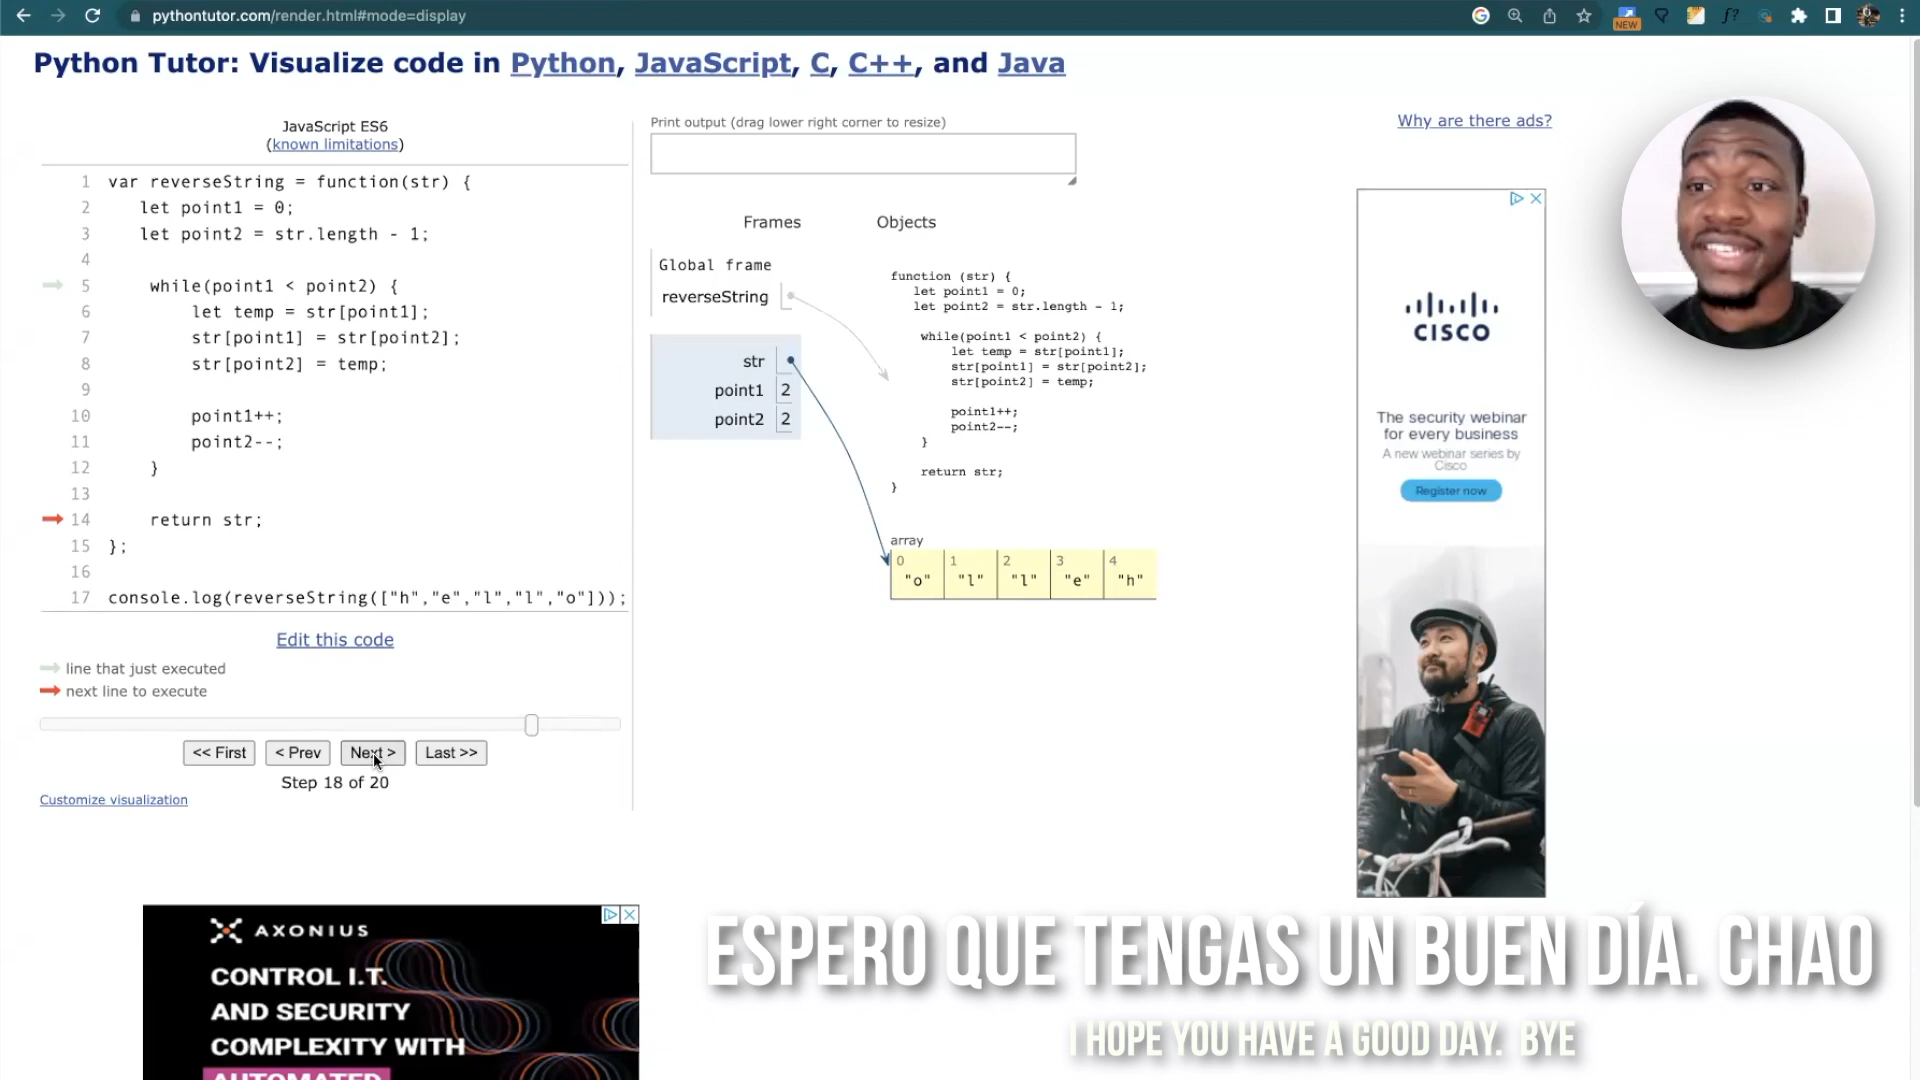 pythontutor.com/render.html#mode=display
NEW
Python Tutor: Visualize code in Python, JavaScript, C, C++, and Java
JavaScript ES6
(known limitations)
1 var reverseString = function(str) {
2 let point1 = 0;
3 let point2 = str.length - 1;
4
5 while(point1 < point2) {
6 let temp = str[point1];
7 str[point1] = str[point2];
8 str[point2] = temp;
9
10 point1++;
11 point2--;
12 }
13
14 return str;
15 };
16
17 console.log(reverseString(["h","e","l","l","o"]));
Edit this code
line that just executed
next line to execute
<< First < Prev Next > Last >>
Step 18 of 20
Customize visualization
Print output (drag lower right corner to resize)
Frames Objects
Global frame
reverseString
str
point1 2
point2 2
function (str) {
let point1 = 0;
let point2 = str.length - 1;
while(point1 < point2) {
let temp = str[point1];
str[point1] = str[point2];
str[point2] = temp;
point1++;
point2--;
}
return str;
}
array
0 1 2 3 4
"o" "l" "l" "e" "h"
Why are there ads?
CISCO
The security webinar
for every business
A new webinar series by
Cisco
Register now
AXONIUS
CONTROL I.T.
AND SECURITY
COMPLEXITY WITH
AUTOMATED
ESPERO QUE TENGAS UN BUEN DÍA. CHAO
I HOPE YOU HAVE A GOOD DAY. BYE